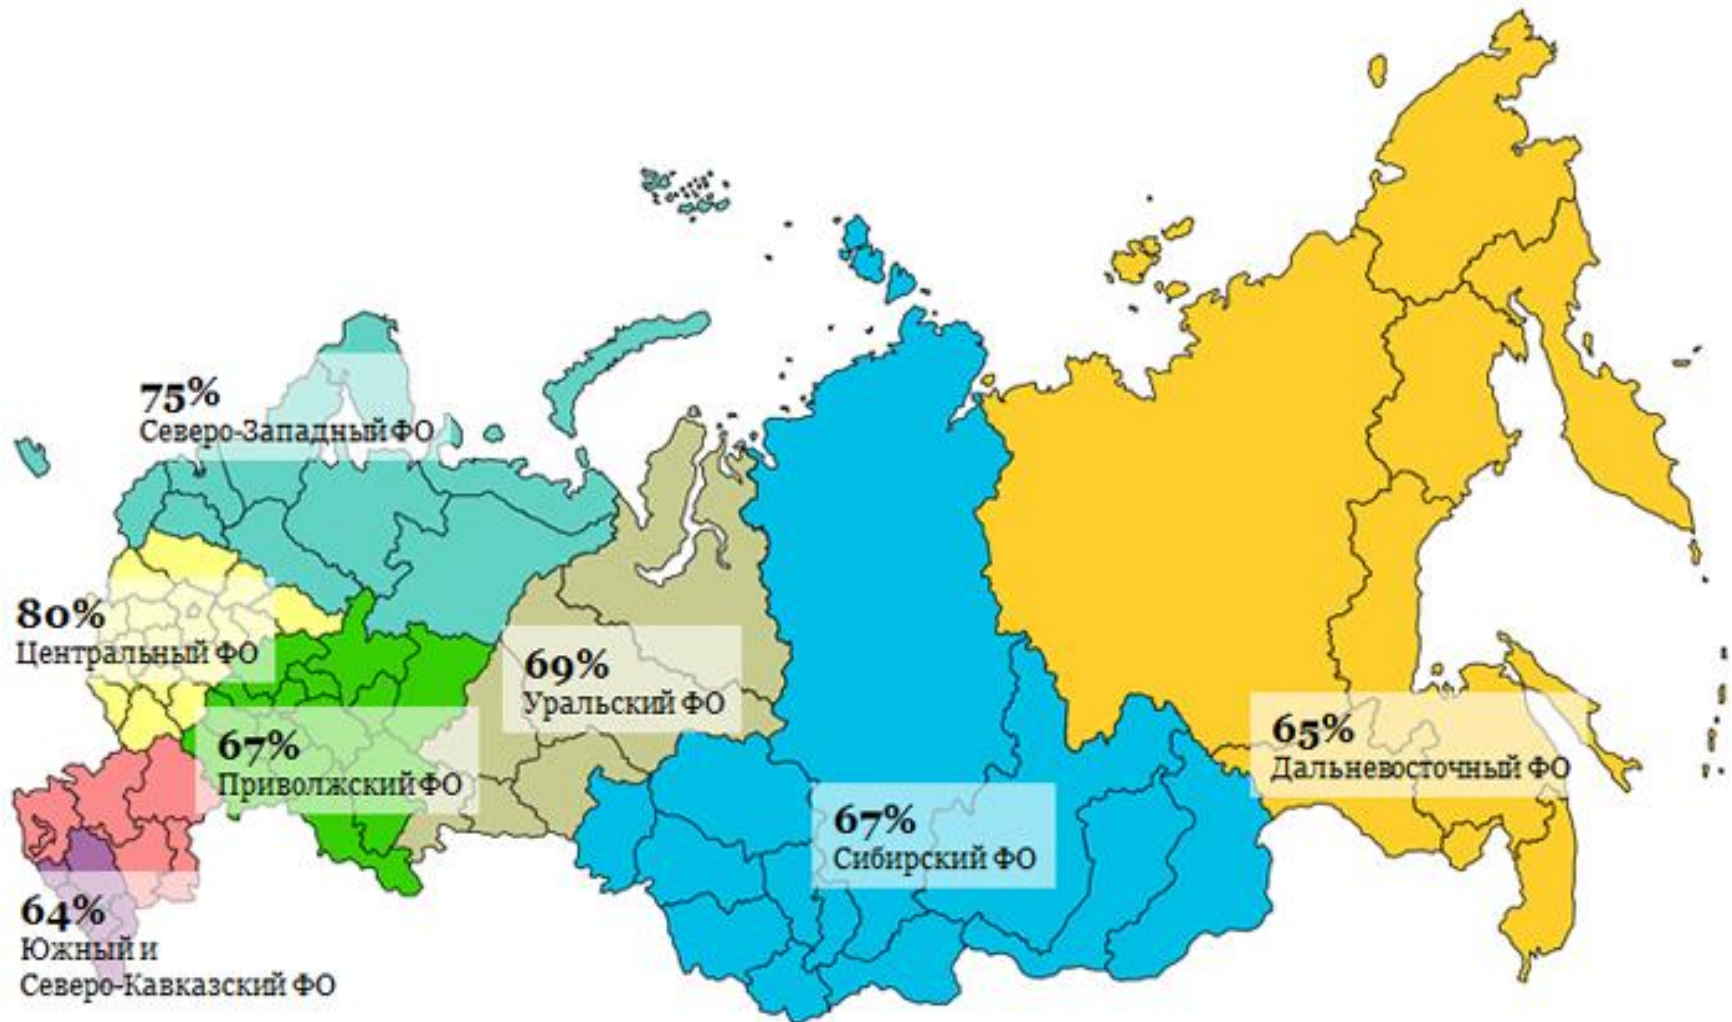 75%
Северо-Западный ФО
80%
Центральный ФО
69%
Уральский ФО
67%
Приволжский ФО
65%
Дальневосточный ФО
67%
Сибирский ФО
64%
Южный и
Северо-Кавказский ФО